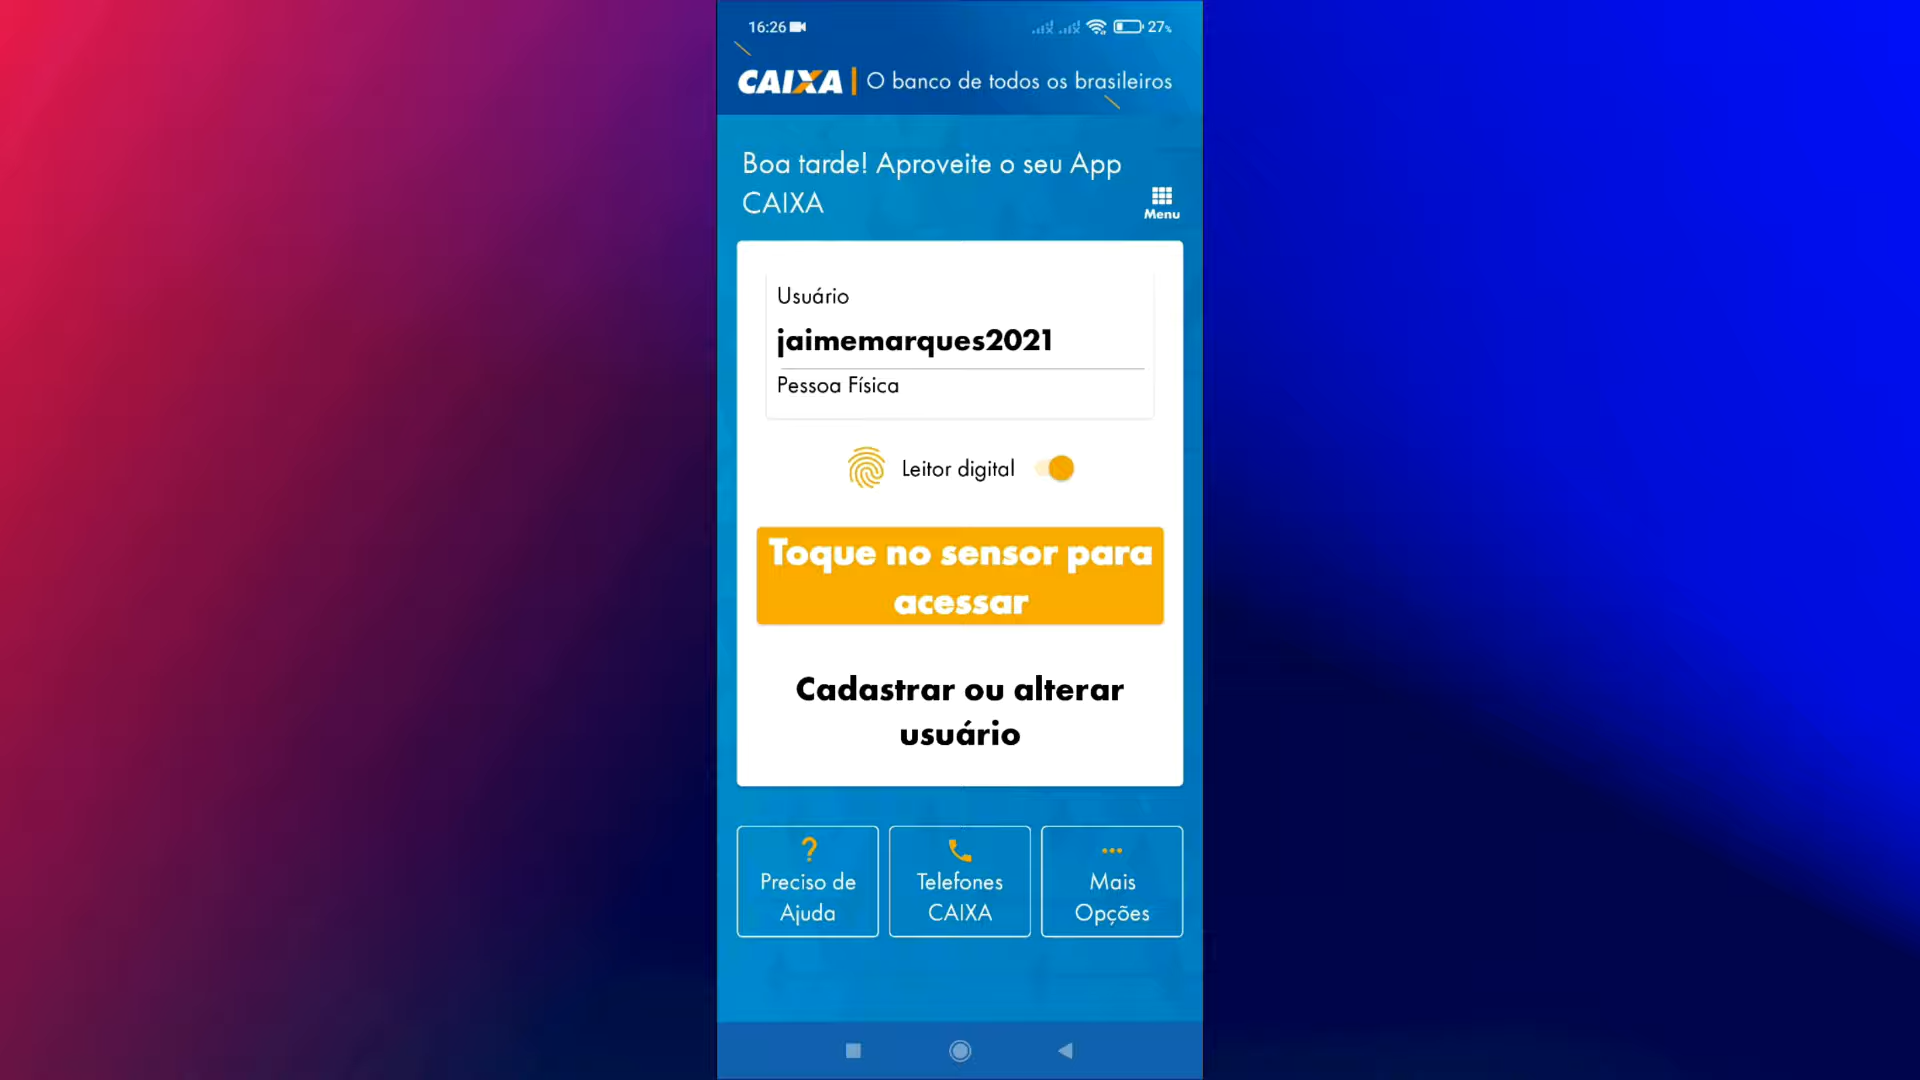 16:26 27%
CAIXA | O banco de todos os brasileiros
Boa tarde! Aproveite o seu App
CAIXA
Menu
Usuário
jaimemarques2021
Pessoa Física
Leitor digital
Toque no sensor para
acessar
Cadastrar ou alterar
usuário
?
Preciso de
Ajuda
Telefones
CAIXA
Mais
Opções